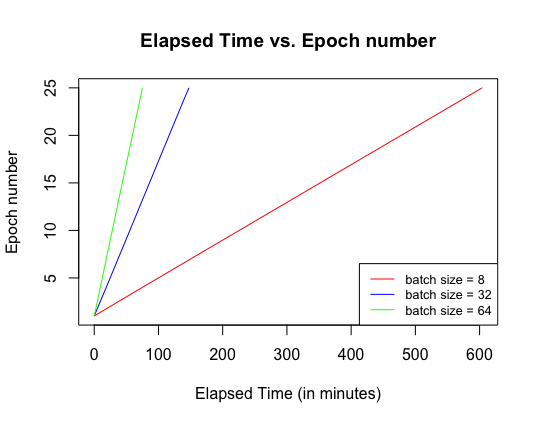 Elapsed Time vs. Epoch number
Epoch number
25
20
15
10
5
batch size = 8
batch size = 32
batch size = 64
0 100 200 300 400 500 600
Elapsed Time (in minutes)